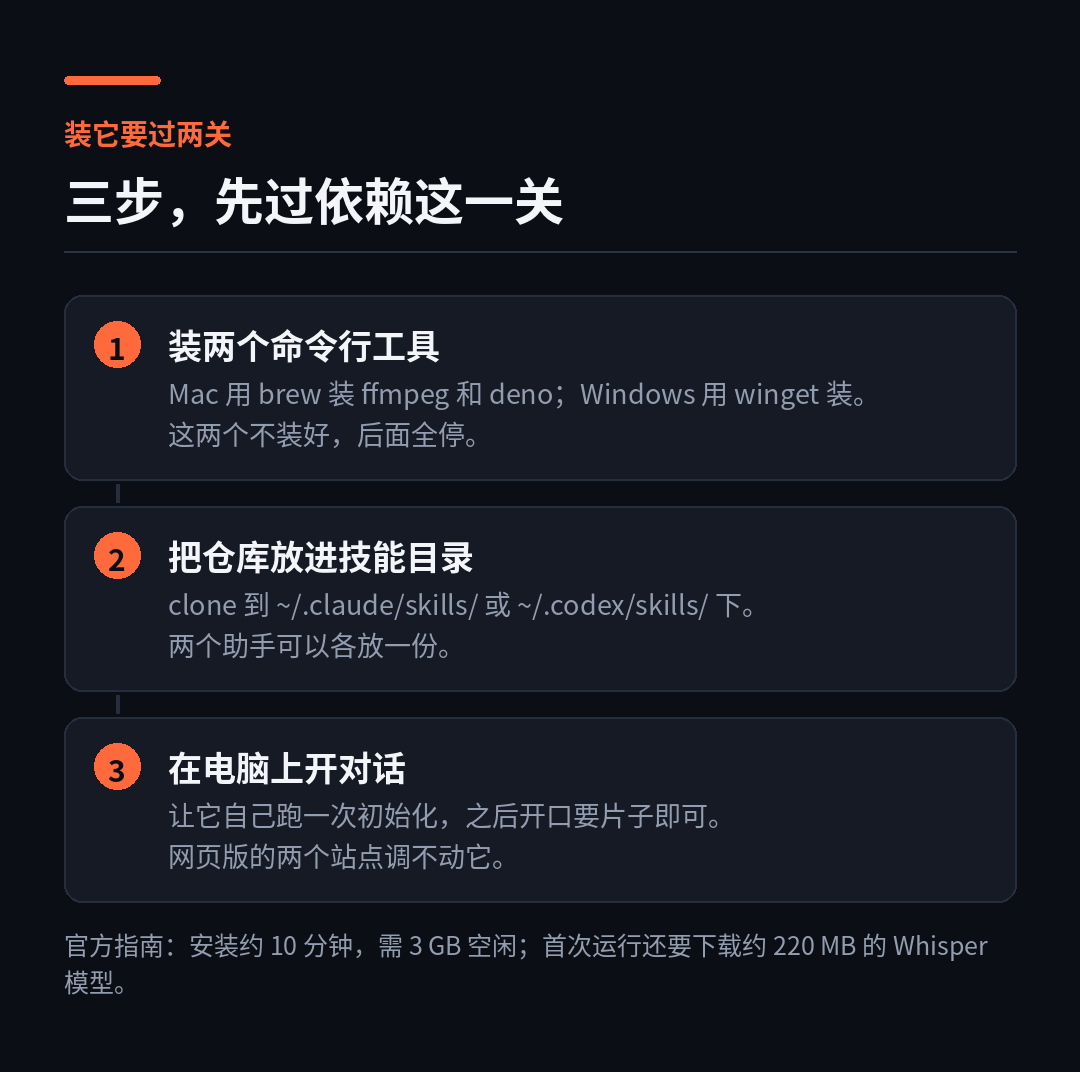 装它要过两关
三步，先过依赖这一关
1
装两个命令行工具
Mac 用 brew 装 ffmpeg 和 deno；Windows 用 winget 装。
这两个不装好，后面全停。
2
把仓库放进技能目录
clone 到 ~/.claude/skills/ 或 ~/.codex/skills/ 下。
两个助手可以各放一份。
3
在电脑上开对话
让它自己跑一次初始化，之后开口要片子即可。
网页版的两个站点调不动它。
官方指南：安装约 10 分钟，需 3 GB 空闲；首次运行还要下载约 220 MB 的 Whisper
模型。